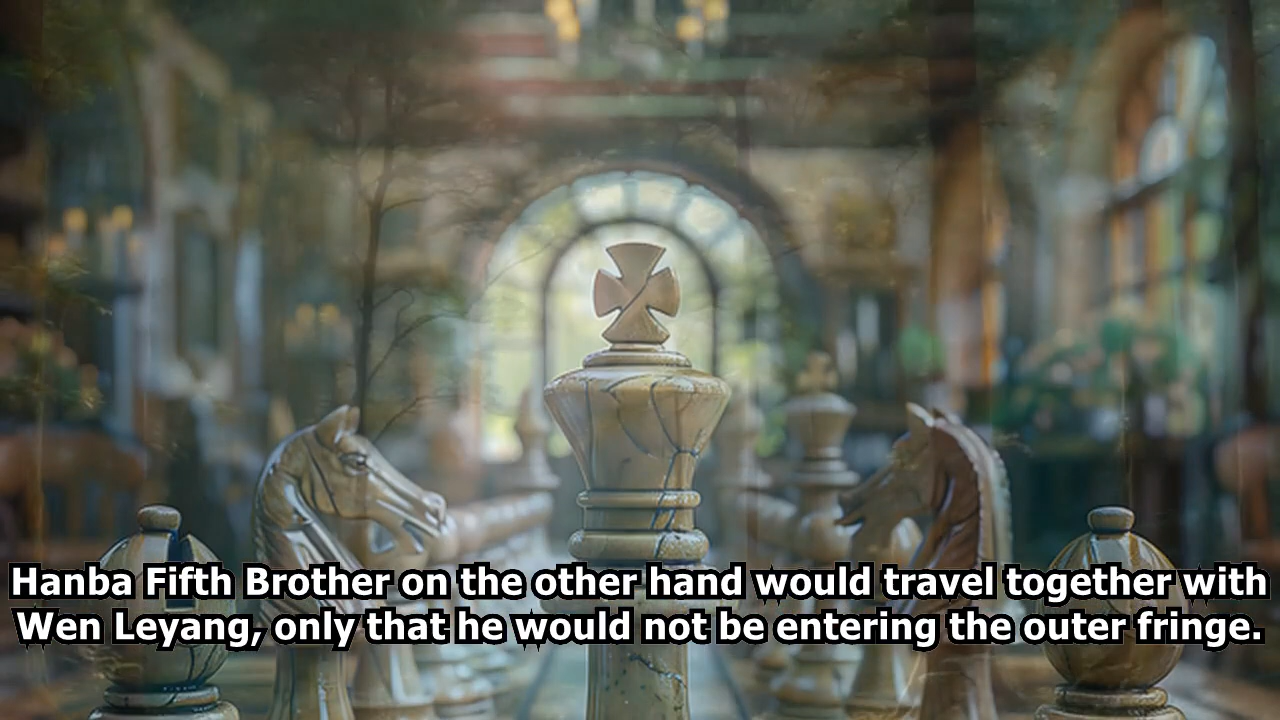 Hanba Fifth Brother on the other hand would travel together with
Wen Leyang, only that he would not be entering the outer fringe.